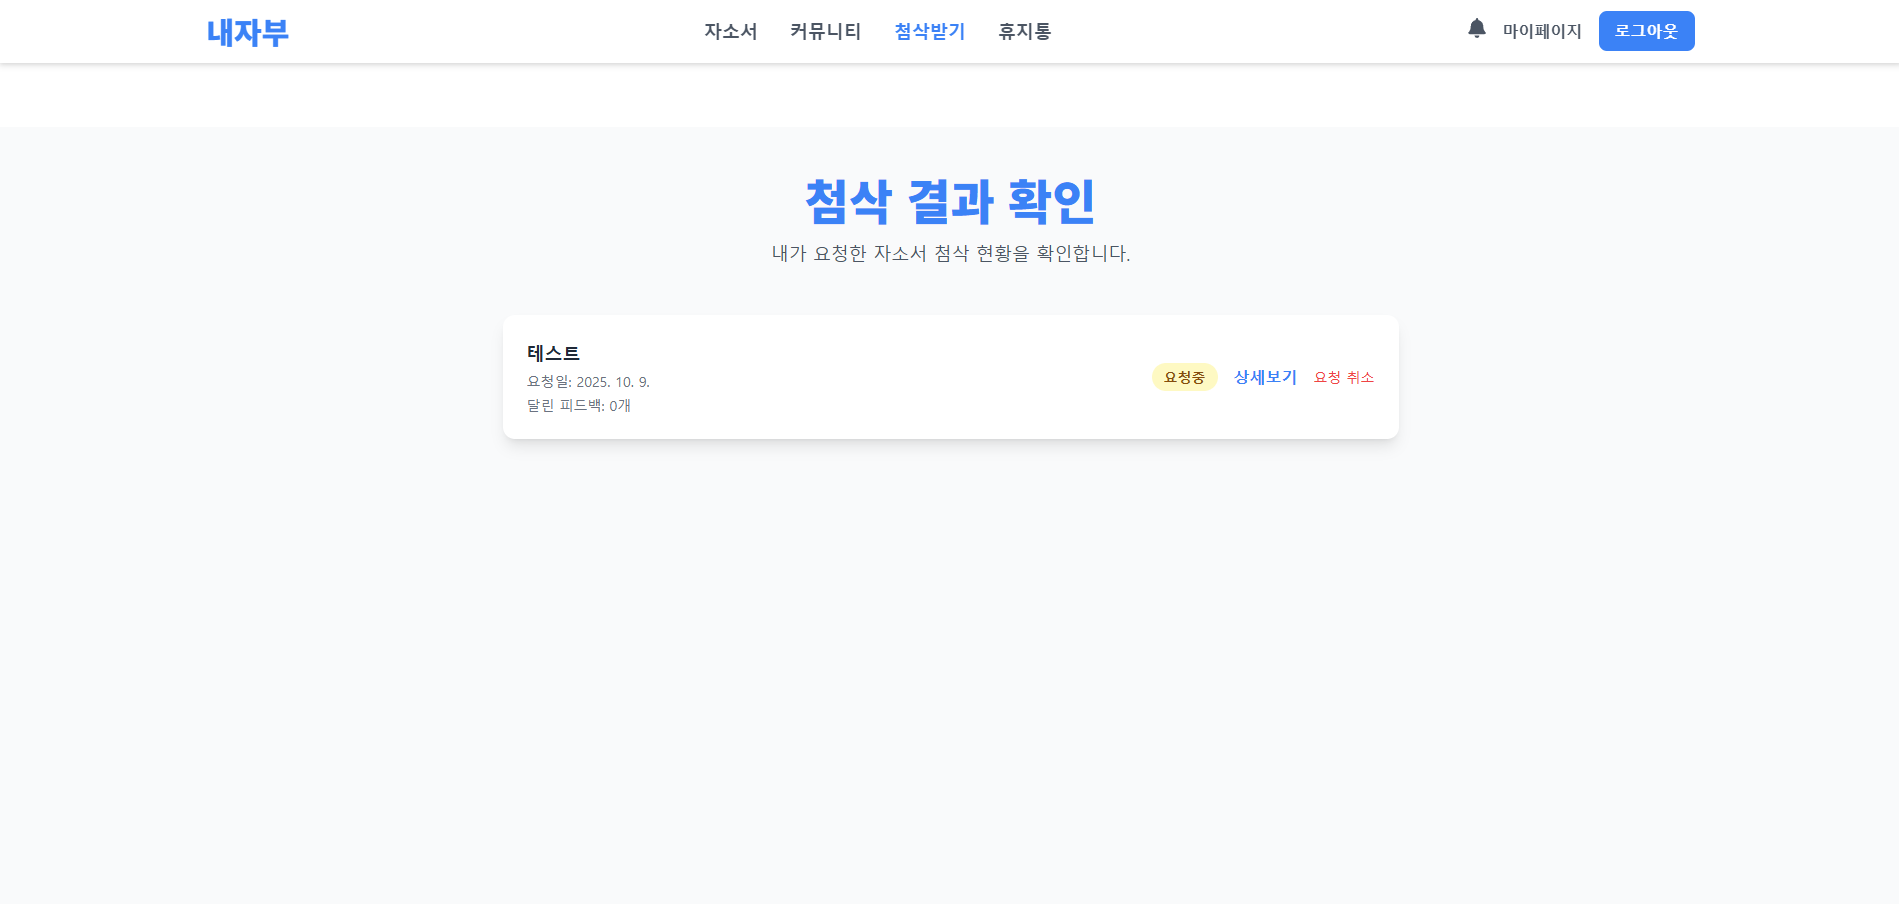 내자부
자소서 커뮤니티 첨삭받기 휴지통
마이페이지 로그아웃
첨삭 결과 확인
내가 요청한 자소서 첨삭 현황을 확인합니다.
테스트
요청일: 2025. 10. 9.
달린 피드백: 0개
요청중 상세보기 요청 취소